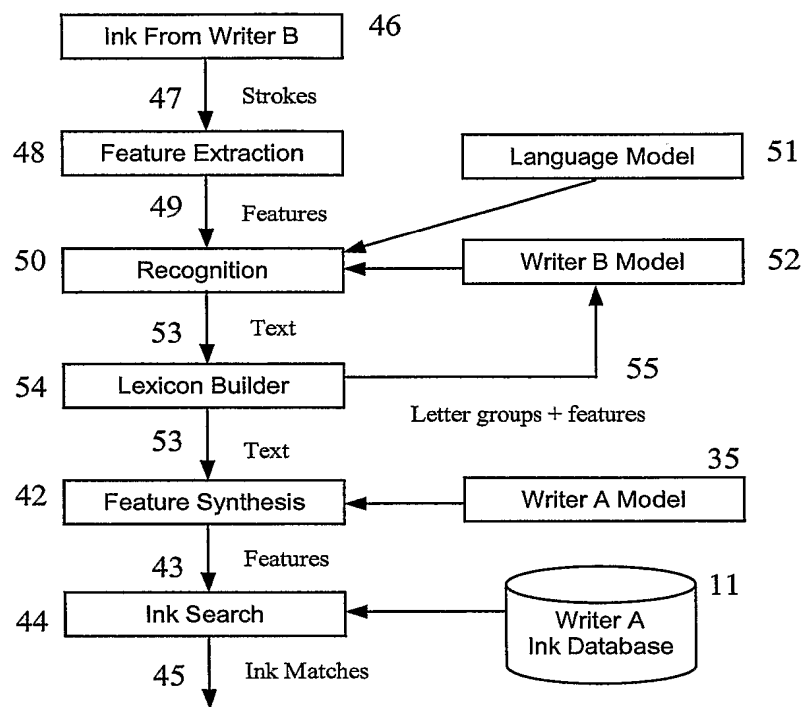 Ink From Writer B 46
47 Strokes
48 Feature Extraction Language Model 51
49 Features
50 Recognition Writer B Model 52
53 Text
54 Lexicon Builder 55
Letter groups + features
53 Text
35
42 Feature Synthesis Writer A Model
43 Features
11
44 Ink Search Writer A
Ink Database
45 Ink Matches